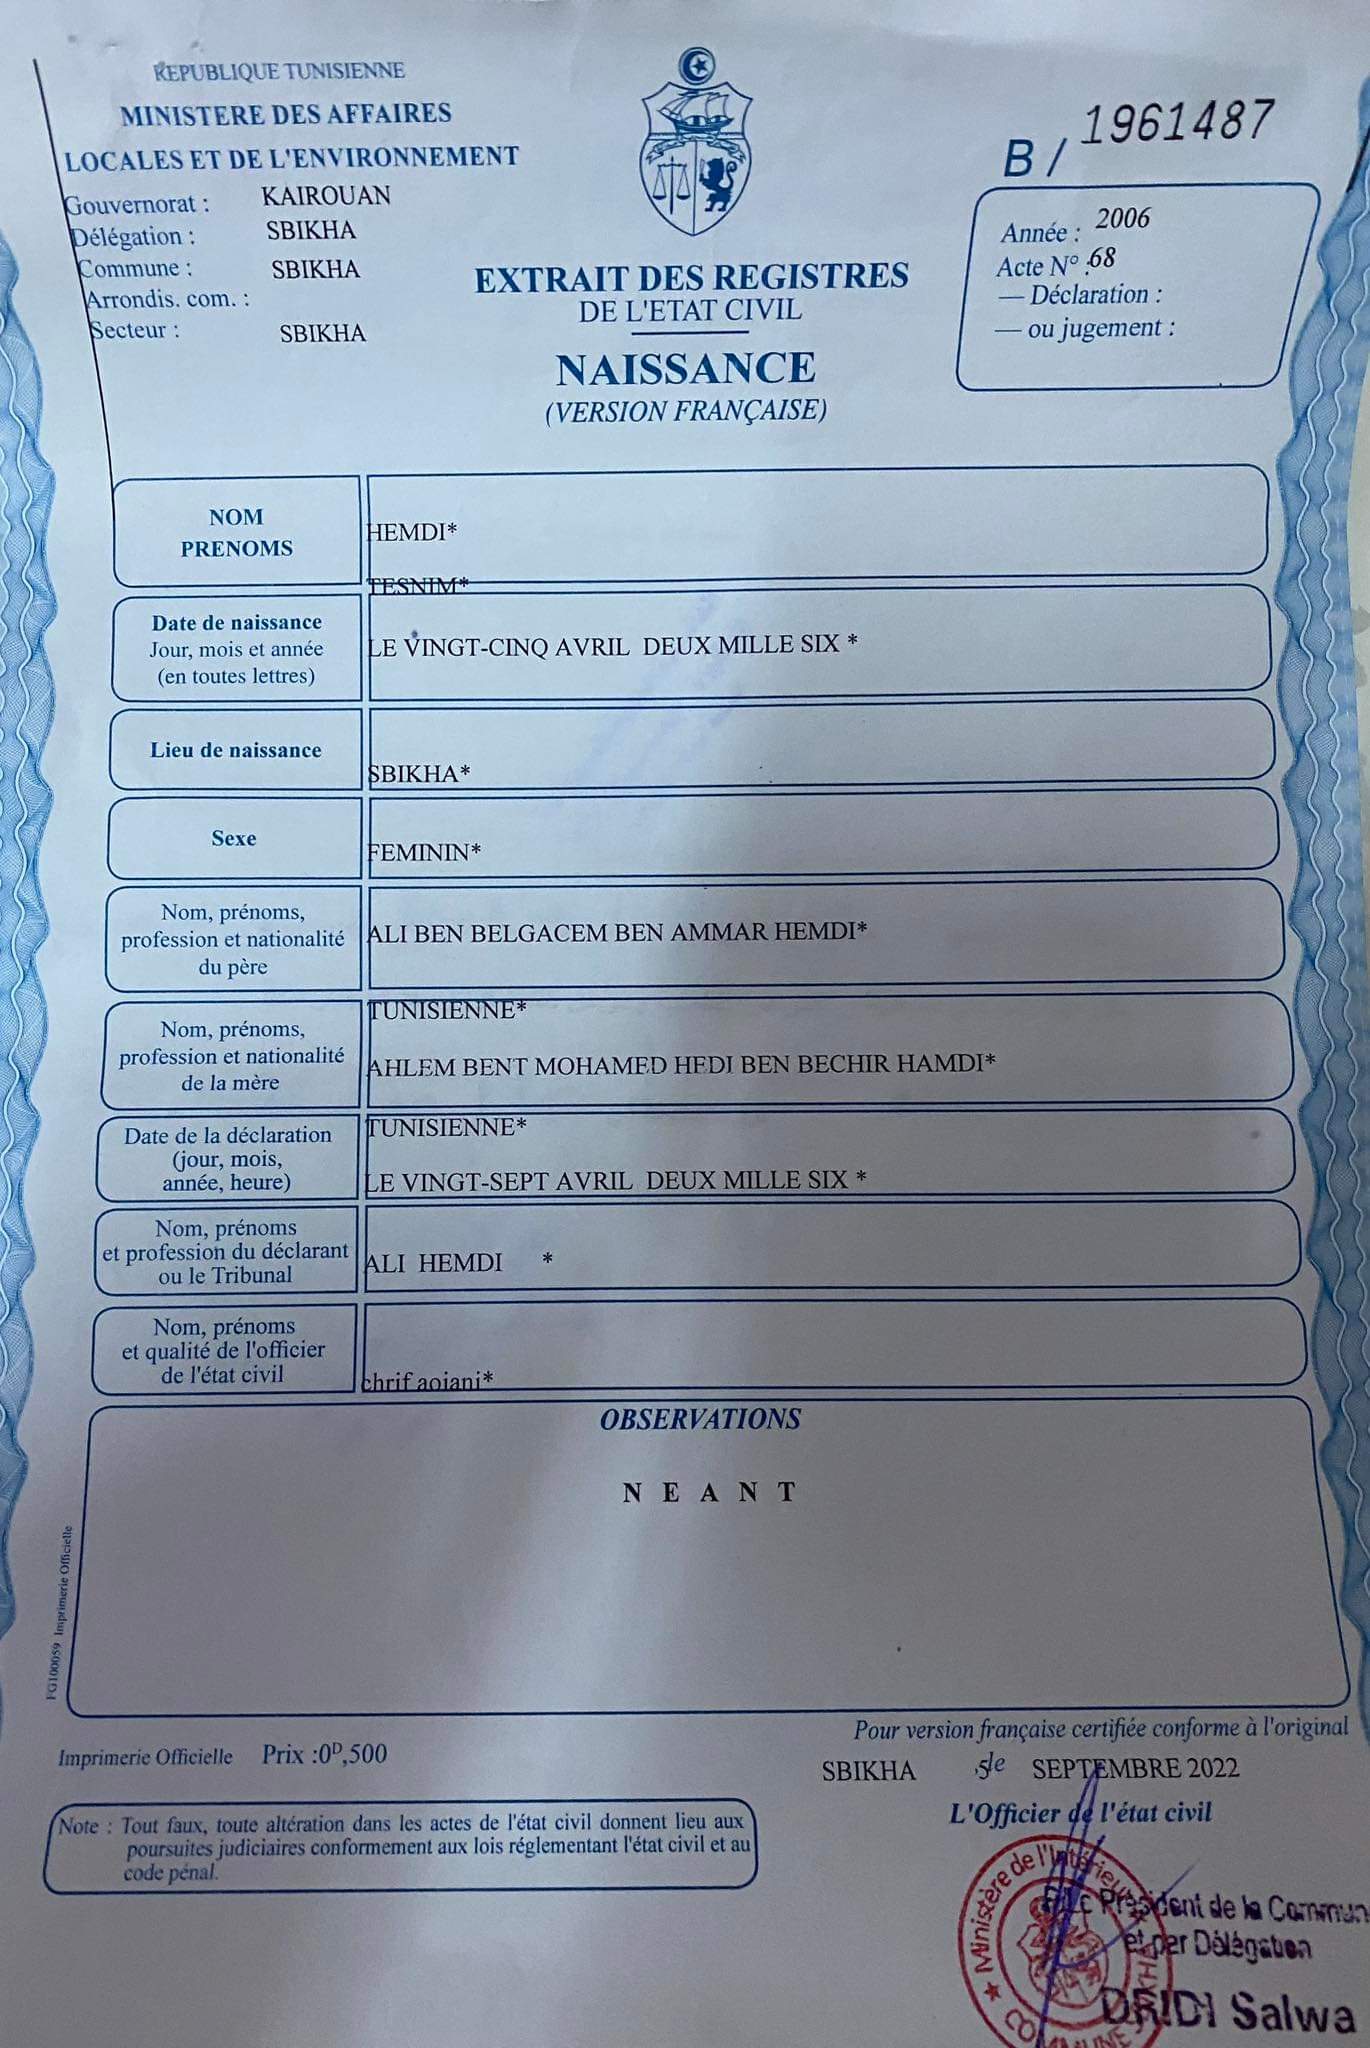 REPUBLIQUE TUNISIENNE
MINISTERE DES AFFAIRES
LOCALES ET DE L'ENVIRONNEMENT
Gouvernorat : KAIROUAN
Délégation : SBIKHA
Commune : SBIKHA
Arrondis. com. :
Secteur : SBIKHA
B/ 1961487
Année : 2006
Acte N° : 68
— Déclaration :
— ou jugement :
EXTRAIT DES REGISTRES
DE L'ETAT CIVIL
NAISSANCE
(VERSION FRANÇAISE)
NOM
PRENOMS
HEMDI*
TESNIM*
Date de naissance
Jour, mois et année
(en toutes lettres)
LE VINGT-CINQ AVRIL DEUX MILLE SIX *
Lieu de naissance
SBIKHA*
Sexe
FEMININ*
Nom, prénoms,
profession et nationalité
du père
ALI BEN BELGACEM BEN AMMAR HEMDI*
TUNISIENNE*
Nom, prénoms,
profession et nationalité
de la mère
AHLEM BENT MOHAMED HEDI BEN BECHIR HAMDI*
TUNISIENNE*
Date de la déclaration
(jour, mois,
année, heure)
LE VINGT-SEPT AVRIL DEUX MILLE SIX *
Nom, prénoms
et profession du déclarant
ou le Tribunal
ALI HEMDI *
Nom, prénoms
et qualité de l'officier
de l'état civil
chrif aoiani*
OBSERVATIONS
N E A N T
FG100059 Imprimerie Officielle
Imprimerie Officielle Prix :0D,500
Note : Tout faux, toute altération dans les actes de l'état civil donnent lieu aux
poursuites judiciaires conformement aux lois réglementant l'état civil et au
code pénal.
Pour version française certifiée conforme à l'original
SBIKHA 5 le SEPTEMBRE 2022
L'Officier de l'état civil
Ministère de l'Intérieur
COMMUNE
Président de la Commun
et par Délégation
DRIDI Salwa